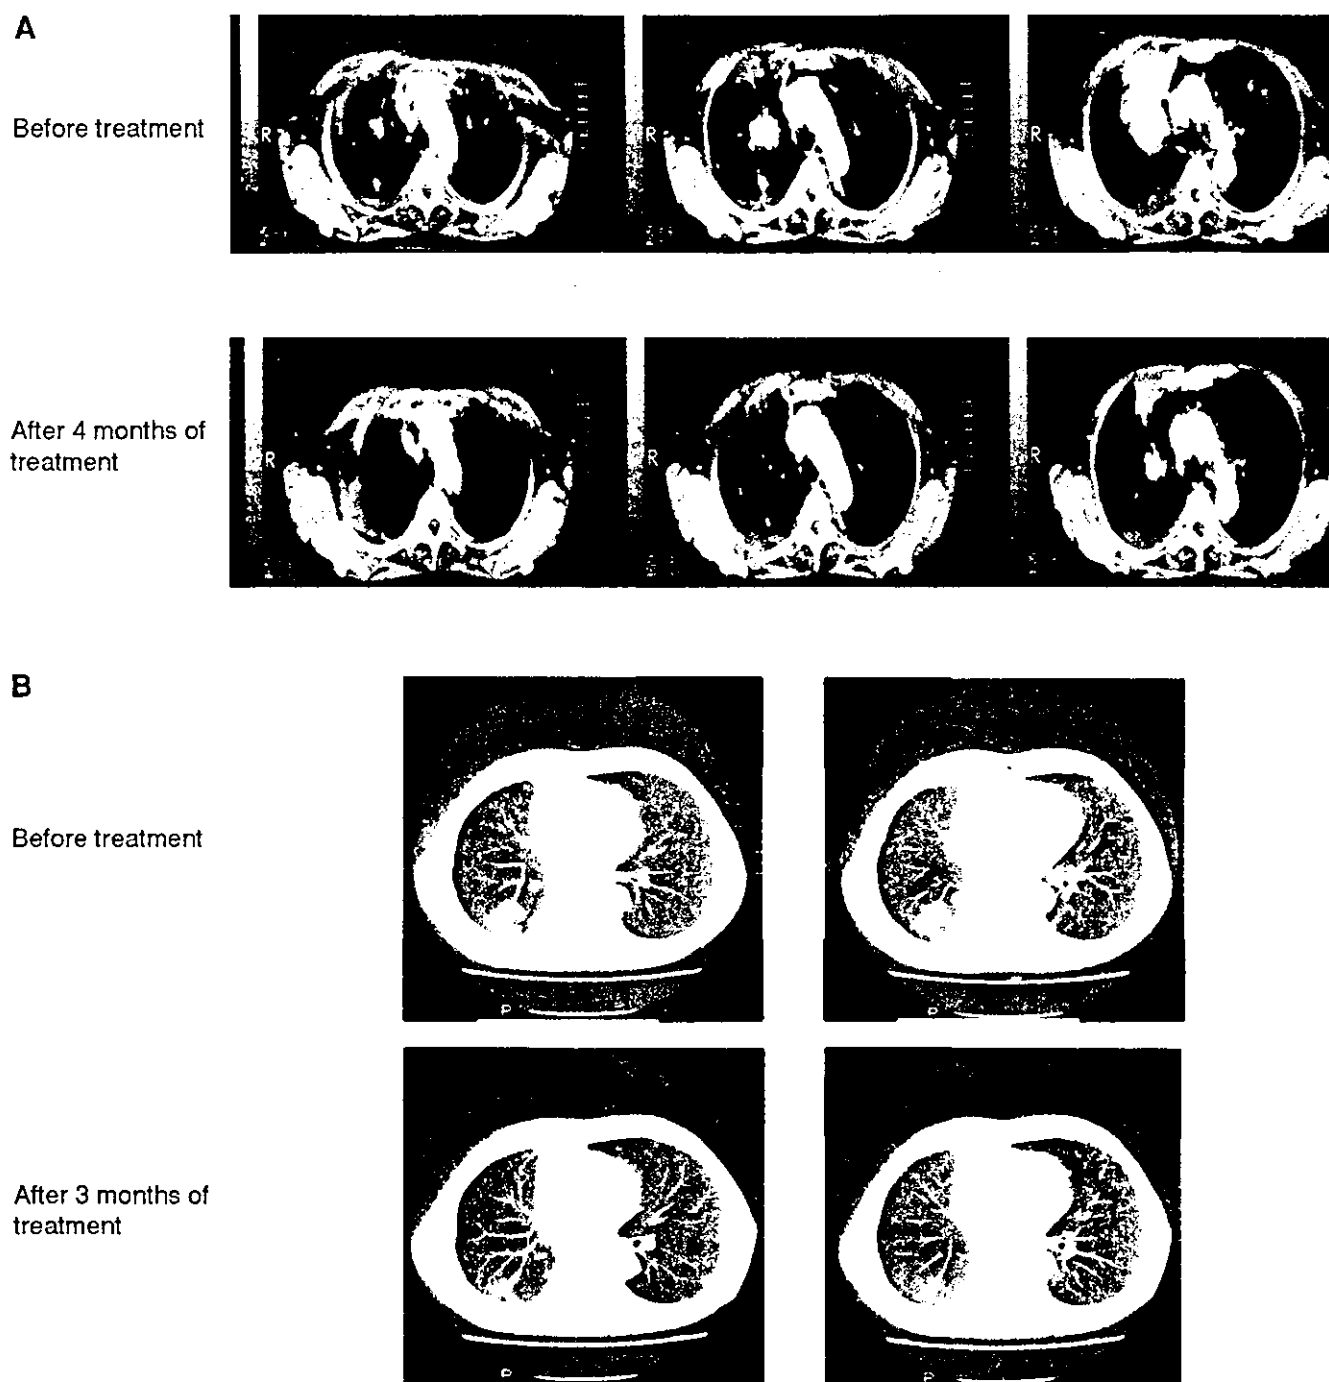 A
Before treatment
R
R
R
After 4 months of
treatment
R
R
R
B
Before treatment
P
P
After 3 months of
treatment
P
P